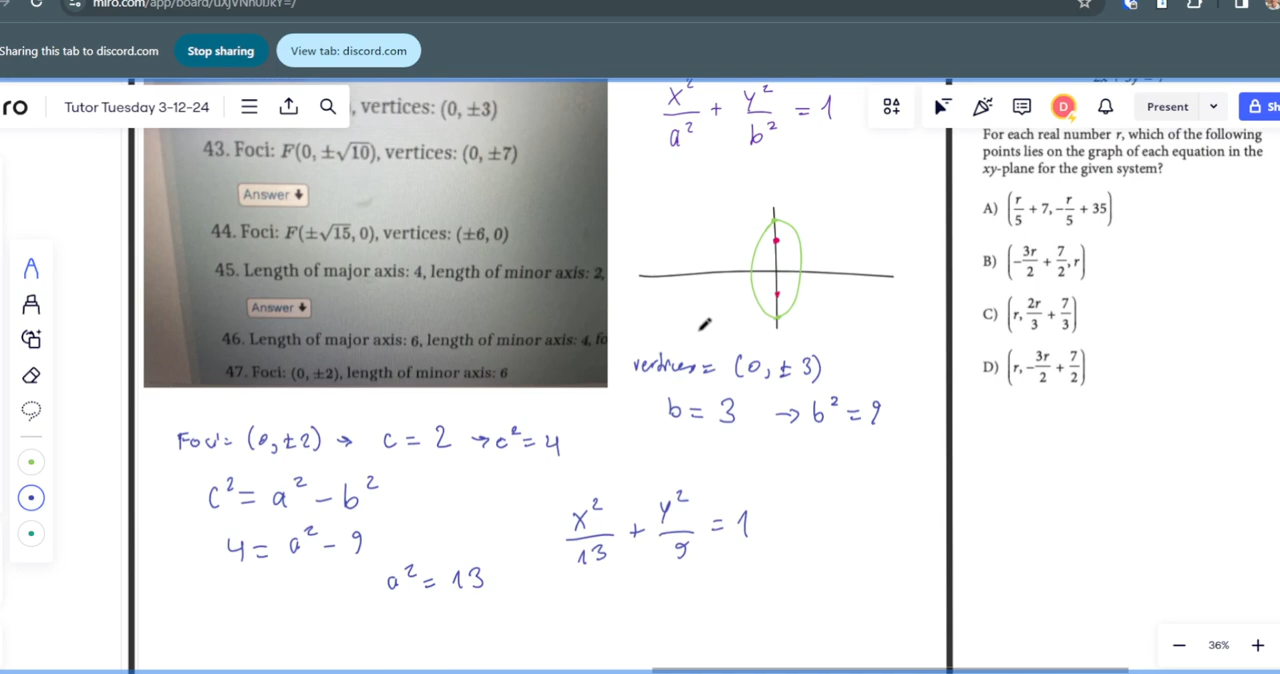 miro.com/app/board/uXjVNh0DkY=/
Sharing this tab to discord.com
Stop sharing
View tab: discord.com
ro
Tutor Tuesday 3-12-24
D
Present
Sh
, vertices: (0, ±3)
43. Foci: F(0, ±√10), vertices: (0, ±7)
Answer
44. Foci: F(±√15, 0), vertices: (±6, 0)
45. Length of major axis: 4, length of minor axis: 2,
Answer
46. Length of major axis: 6, length of minor axis: 4, fo
47. Foci: (0, ±2), length of minor axis: 6
x²/a² + y²/b² = 1
vertices = (0, ± 3)
b = 3 → b² = 9
Foci = (0, ±2) → c = 2 → c² = 4
c² = a² - b²
4 = a² - 9
a² = 13
x²/13 + y²/9 = 1
For each real number r, which of the following
points lies on the graph of each equation in the
xy-plane for the given system?
A) (r/5 + 7, -r/5 + 35)
B) (-3r/2 + 7/2, r)
C) (r, 2r/3 + 7/3)
D) (r, -3r/2 + 7/2)
36%